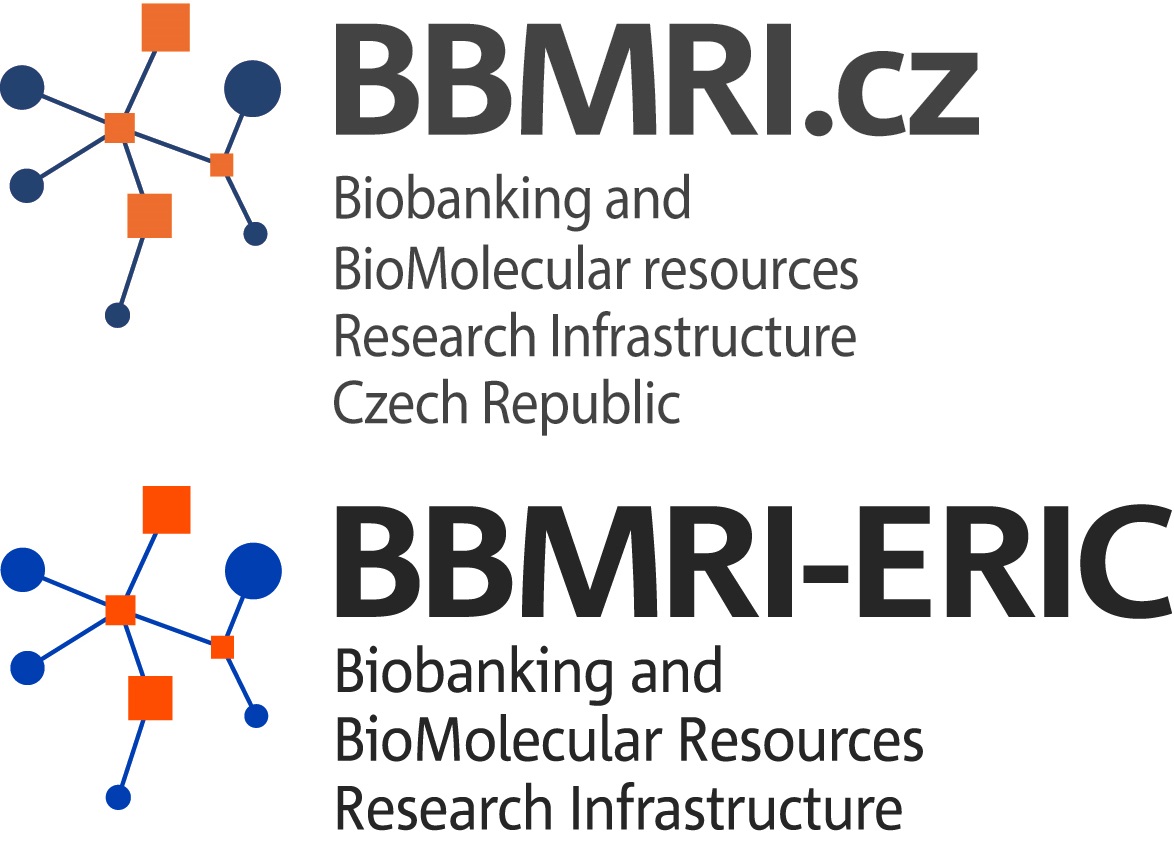 BBMRI.cz
Biobanking and
BioMolecular resources
Research Infrastructure
Czech Republic
BBMRI-ERIC
Biobanking and
BioMolecular Resources
Research Infrastructure